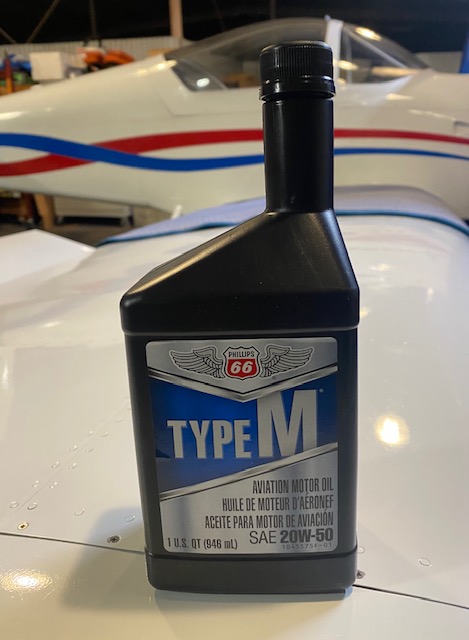 PHILLIPS
66
TYPE M®
AVIATION MOTOR OIL
HUILE DE MOTEUR D'AÉRONEF
ACEITE PARA MOTOR DE AVIACIÓN
1 U.S. QT (946 mL) SAE 20W-50